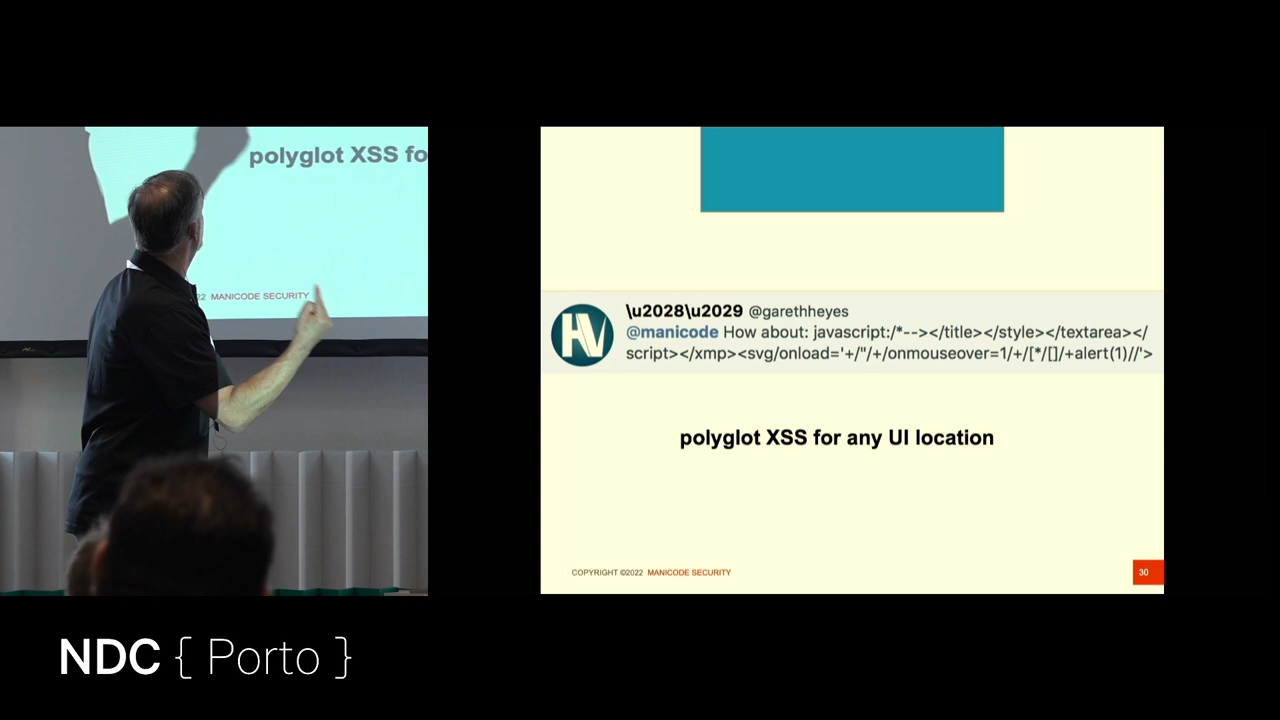 polyglot XSS fo
22 MANICODE SECURITY
\u2028\u2029 @garethheyes
@manicode How about: javascript:/*--></title></style></textarea></
script></xmp><svg/onload='+/"/+/onmouseover=1/+/[*/[]/+alert(1)//'>
polyglot XSS for any UI location
COPYRIGHT ©2022 MANICODE SECURITY
30
NDC { Porto }